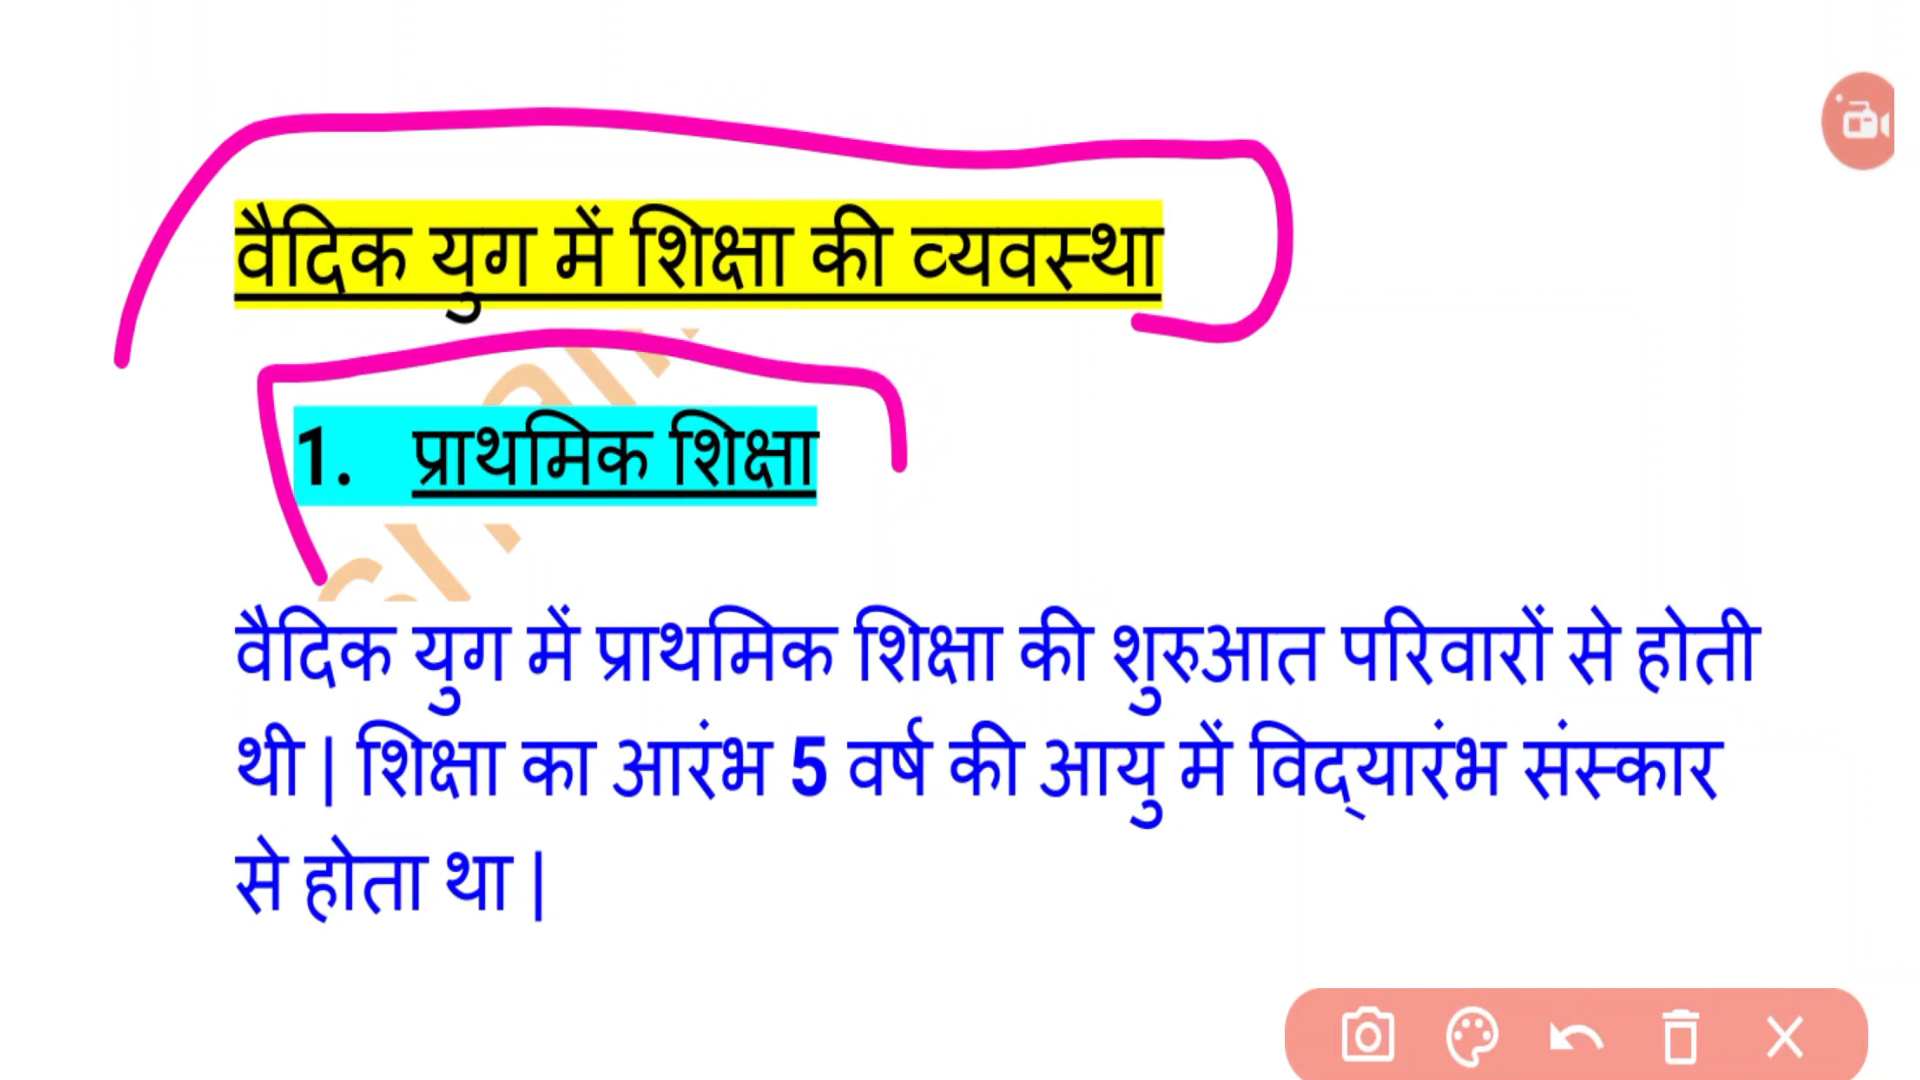 वैदिक युग में शिक्षा की व्यवस्था
1. प्राथमिक शिक्षा
वैदिक युग में प्राथमिक शिक्षा की शुरुआत परिवारों से होती
थी | शिक्षा का आरंभ 5 वर्ष की आयु में विद्‌यारंभ संस्कार
से होता था |